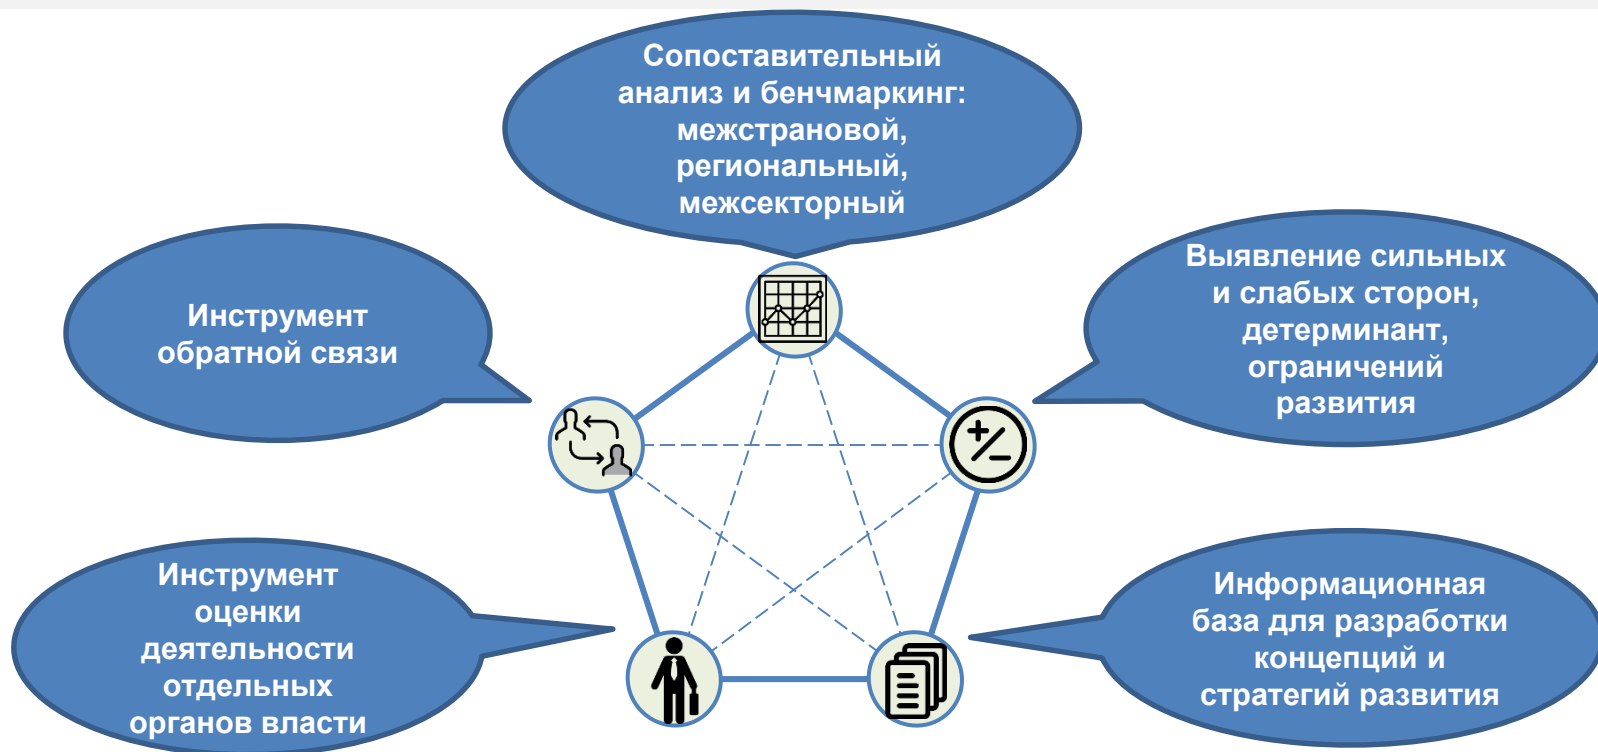 Сопоставительный
анализ и бенчмаркинг:
межстрановой,
региональный,
межсекторный
Инструмент
обратной связи
Выявление сильных
и слабых сторон,
детерминант,
ограничений
развития
Инструмент
оценки
деятельности
отдельных
органов власти
Информационная
база для разработки
концепций и
стратегий развития